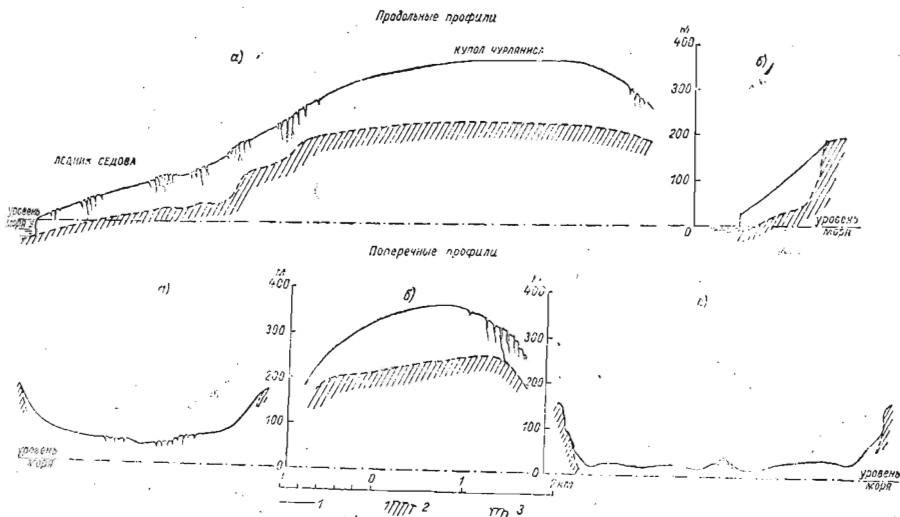 Продольные профили
а)
КУПОЛ ЧУРЛЯНИСА
м
400
б)
300
200
ЛЕДНИК СЕДОВА
100
уровень
моря
0
уровень
моря
Поперечные профили
а)
м
400
б)
400
300
300
200
200
100
100
уровень
моря
0
0
уровень
моря
1
0
1
2 км
1
2
3